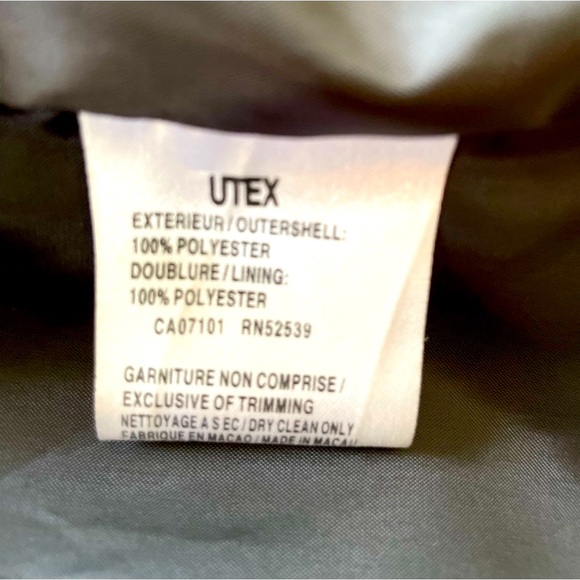 UTEX
EXTERIEUR/OUTERSHELL:
100% POLYESTER
DOUBLURE/LINING:
100% POLYESTER
CA07101 RN52539
GARNITURE NON COMPRISE/
EXCLUSIVE OF TRIMMING
NETTOYAGE A SEC/DRY CLEAN ONLY
FABRIQUE EN MACAO/MADE IN MACAU